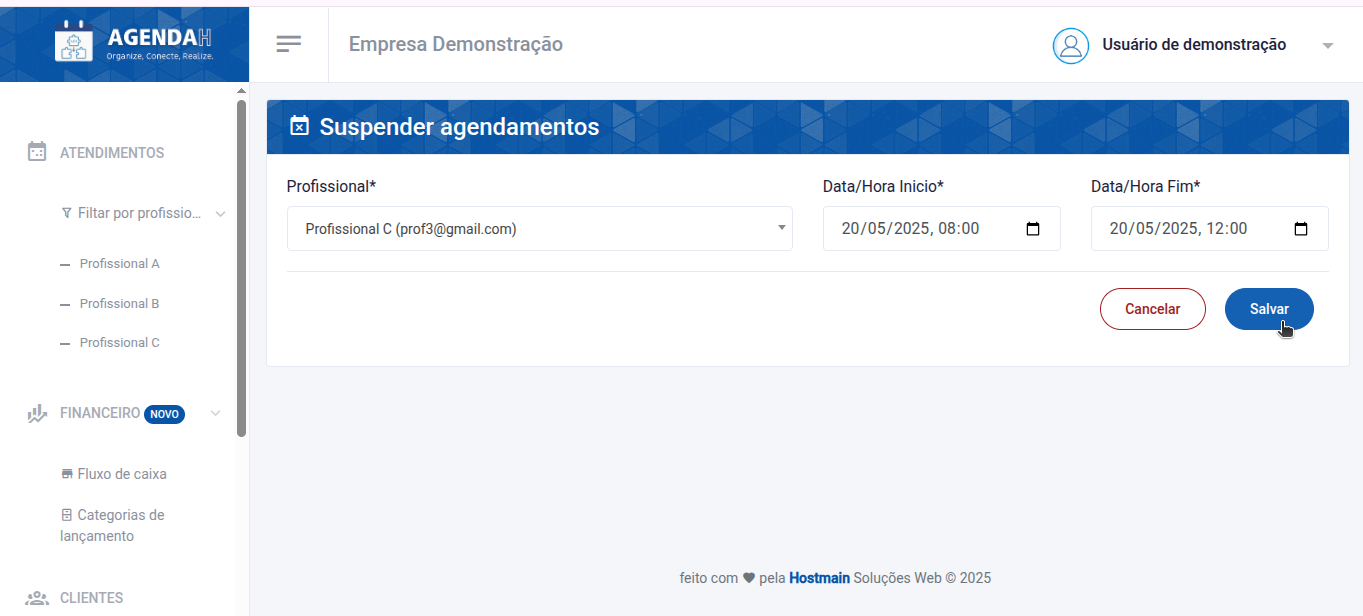 AGENDAH
Organize, Conecte, Realize.
Empresa Demonstração
Usuário de demonstração
ATENDIMENTOS
Filtar por profissio...
Profissional A
Profissional B
Profissional C
FINANCEIRO NOVO
Fluxo de caixa
Categorias de
lançamento
CLIENTES
Suspender agendamentos
Profissional*
Data/Hora Inicio*
Data/Hora Fim*
Profissional C (prof3@gmail.com)
20/05/2025, 08:00
20/05/2025, 12:00
Cancelar
Salvar
feito com pela Hostmain Soluções Web © 2025